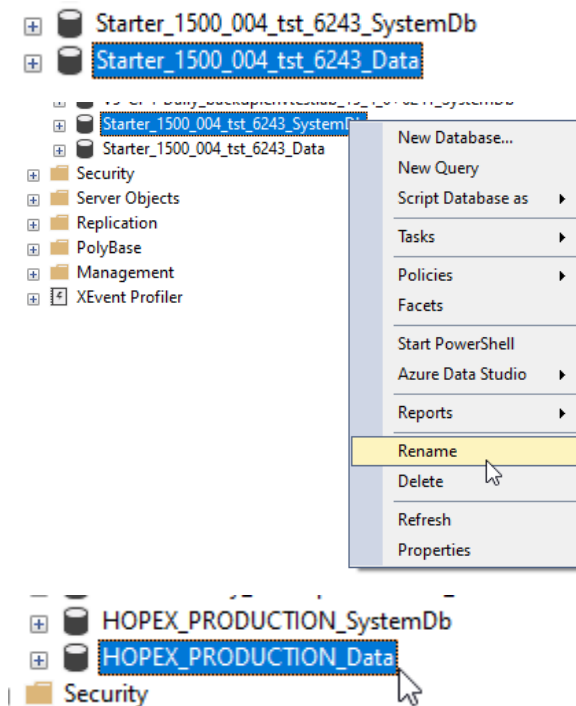 Starter_1500_004_tst_6243_SystemDb
Starter_1500_004_tst_6243_Data
Starter_1500_004_tst_6243_SystemDb
Starter_1500_004_tst_6243_Data
Security
Server Objects
Replication
PolyBase
Management
XEvent Profiler
New Database...
New Query
Script Database as
Tasks
Policies
Facets
Start PowerShell
Azure Data Studio
Reports
Rename
Delete
Refresh
Properties
HOPEX_PRODUCTION_SystemDb
HOPEX_PRODUCTION_Data
Security